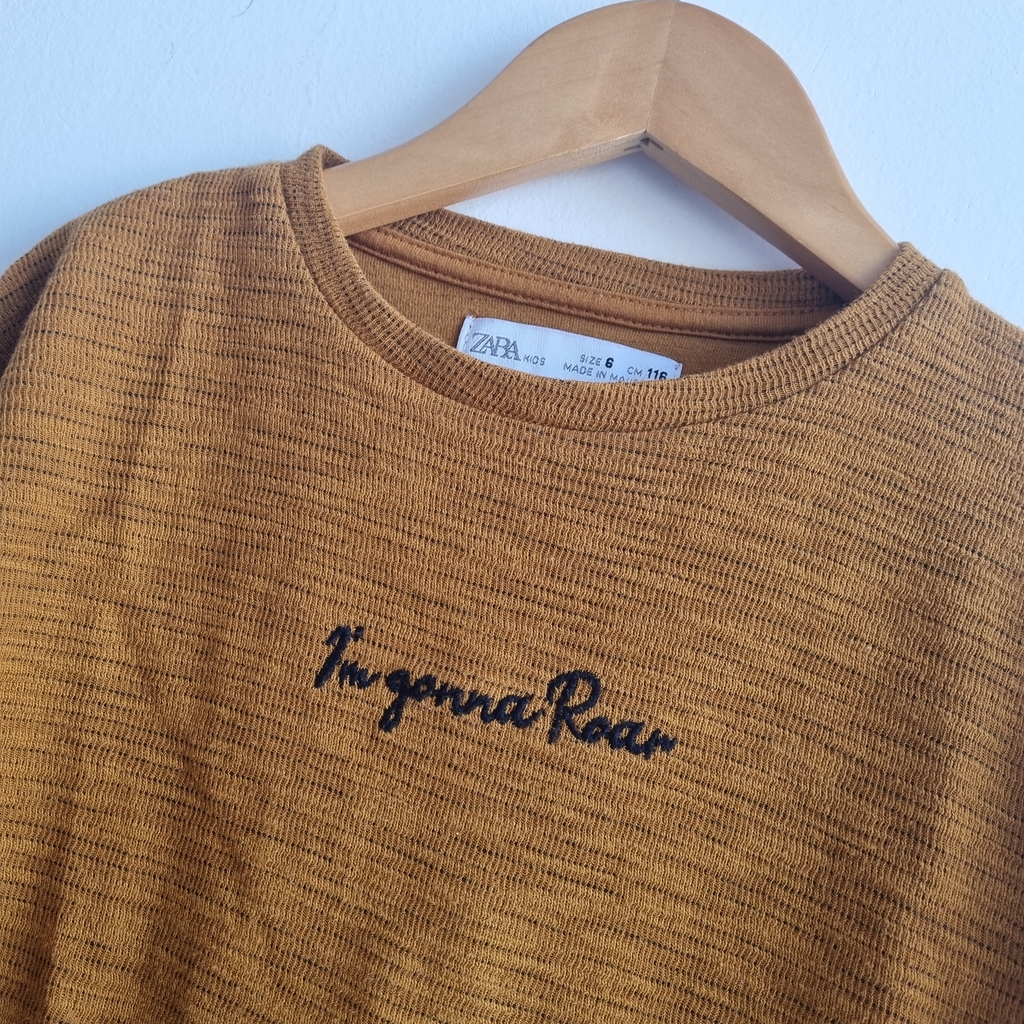 ZARA KIDS
SIZE 6 CM 116
MADE IN
I'm gonna Roar